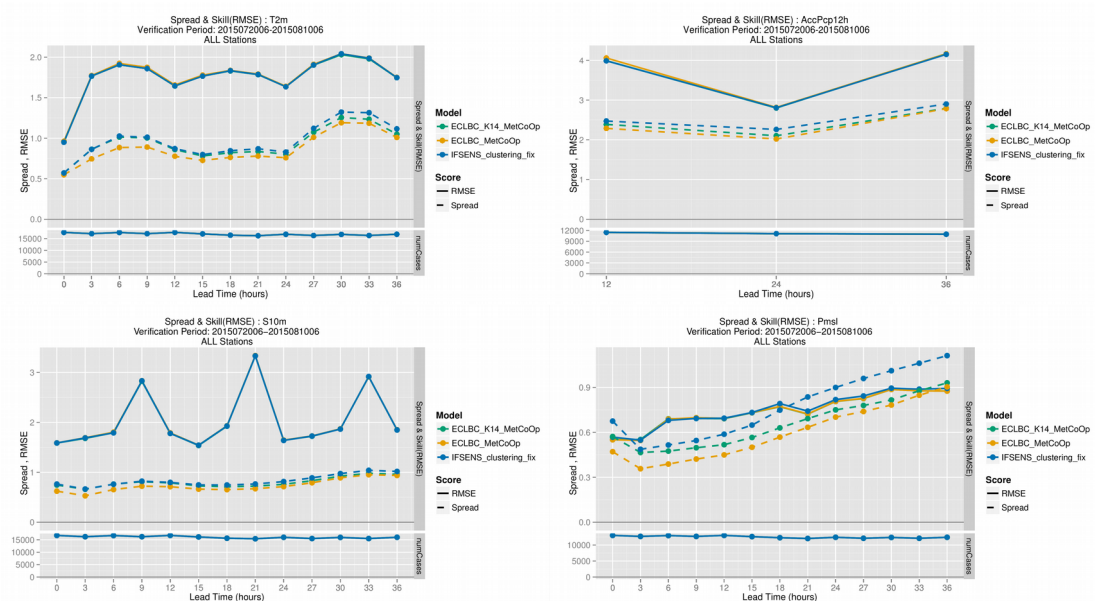 Spread & Skill(RMSE) : T2m
Verification Period: 2015072006-2015081006
ALL Stations
2.0
1.5
1.0
0.5
0.0
Spread , RMSE
Spread & Skill(RMSE)
15000
10000
5000
0
numCases
0 3 6 9 12 15 18 21 24 27 30 33 36
Lead Time (hours)
Model
ECLBC_K14_MetCoOp
ECLBC_MetCoOp
IFSENS_clustering_fix
Score
RMSE
Spread
Spread & Skill(RMSE) : AccPcp12h
Verification Period: 2015072006-2015081006
ALL Stations
4
3
2
1
0
Spread , RMSE
Spread & Skill(RMSE)
12000
9000
6000
3000
0
numCases
12 24 36
Lead Time (hours)
Model
ECLBC_K14_MetCoOp
ECLBC_MetCoOp
IFSENS_clustering_fix
Score
RMSE
Spread
Spread & Skill(RMSE) : S10m
Verification Period: 2015072006−2015081006
ALL Stations
3
2
1
0
Spread , RMSE
Spread & Skill(RMSE)
15000
10000
5000
0
numCases
0 3 6 9 12 15 18 21 24 27 30 33 36
Lead Time (hours)
Model
ECLBC_K14_MetCoOp
ECLBC_MetCoOp
IFSENS_clustering_fix
Score
RMSE
Spread
Spread & Skill(RMSE) : Pmsl
Verification Period: 2015072006−2015081006
ALL Stations
0.9
0.6
0.3
0.0
Spread , RMSE
Spread & Skill(RMSE)
10000
5000
0
numCases
0 3 6 9 12 15 18 21 24 27 30 33 36
Lead Time (hours)
Model
ECLBC_K14_MetCoOp
ECLBC_MetCoOp
IFSENS_clustering_fix
Score
RMSE
Spread